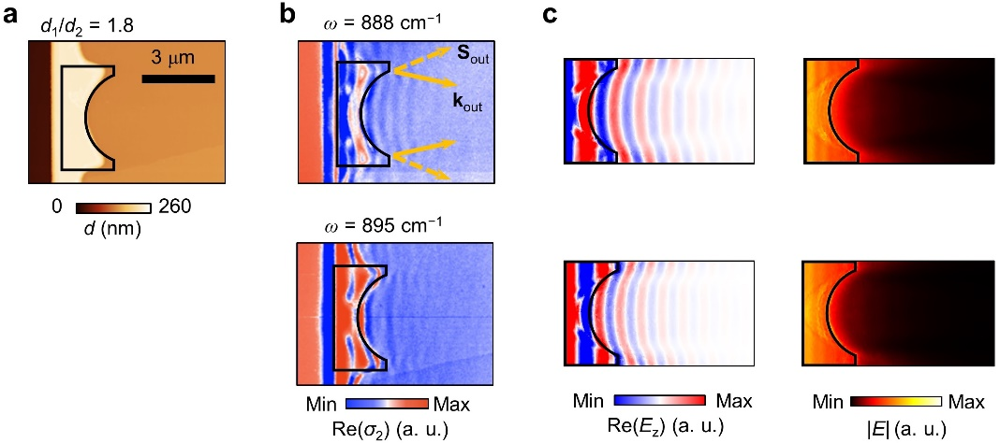 a
d₁/d₂ = 1.8
3 μm
0 260
d (nm)
b
ω = 888 cm⁻¹
Sout
kout
ω = 895 cm⁻¹
Min Max
Re(σ₂) (a. u.)
c
Min Max
Re(Ez) (a. u.)
Min Max
|E| (a. u.)